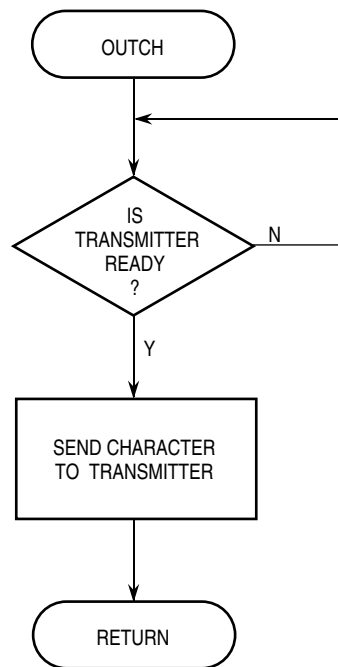 OUTCH
IS
TRANSMITTER
READY
?
N
Y
SEND CHARACTER
TO TRANSMITTER
RETURN